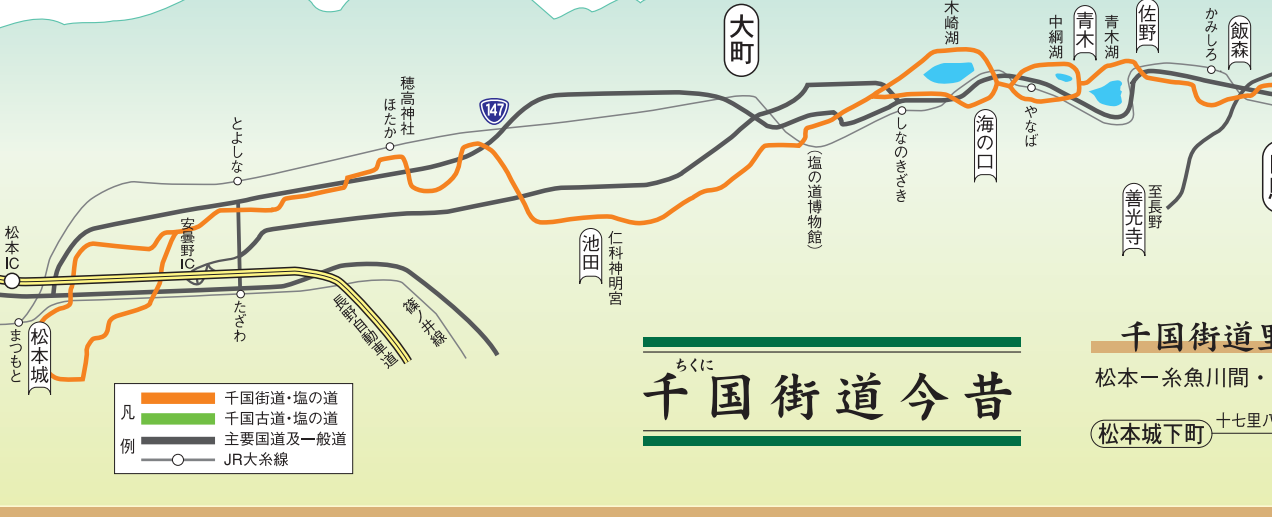 大町
木崎湖
中綱湖
青木
青木湖
佐野
かみしろ
飯森
穂高神社
ほたか
147
とよしな
安曇野IC
松本IC
まつもと
松本城
たざわ
長野自動車道
篠ノ井線
池田
仁科神明宮
(塩の道博物館)
しなのきざき
海の口
やなば
善光寺
至長野
凡例
千国街道・塩の道
千国古道・塩の道
主要国道及一般道
JR大糸線
ちくに
千国街道今昔
千国街道
松本ー糸魚川間・
松本城下町
十七里